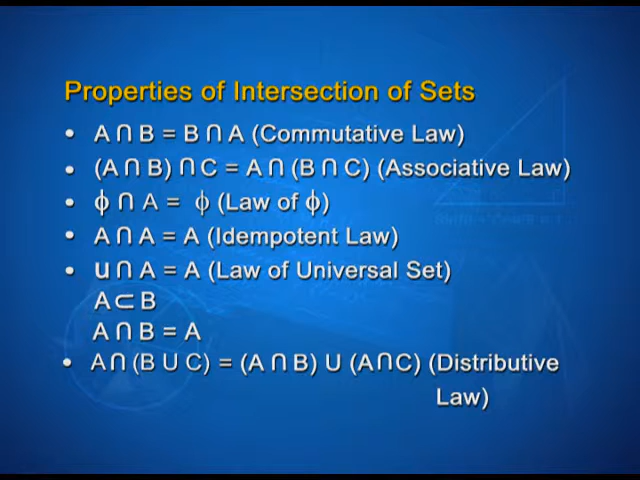 Properties of Intersection of Sets
• A ∩ B = B ∩ A (Commutative Law)
• (A ∩ B) ∩ C = A ∩ (B ∩ C) (Associative Law)
• ϕ ∩ A = ϕ (Law of ϕ)
• A ∩ A = A (Idempotent Law)
• u ∩ A = A (Law of Universal Set)
A ⊂ B
A ∩ B = A
• A ∩ (B U C) = (A ∩ B) U (A ∩ C) (Distributive
Law)